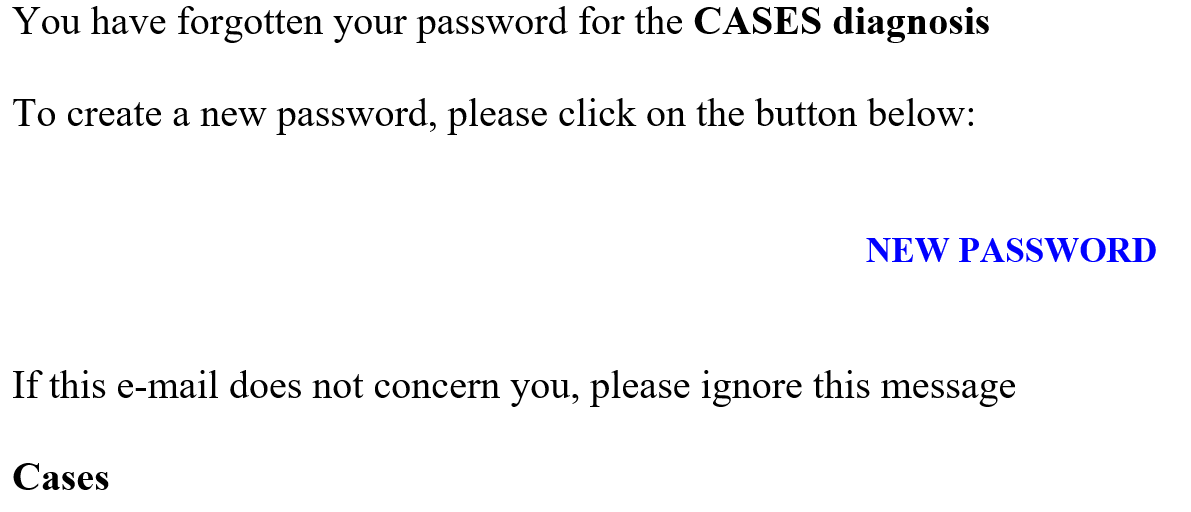 You have forgotten your password for the CASES diagnosis
To create a new password, please click on the button below:
NEW PASSWORD
If this e-mail does not concern you, please ignore this message
Cases